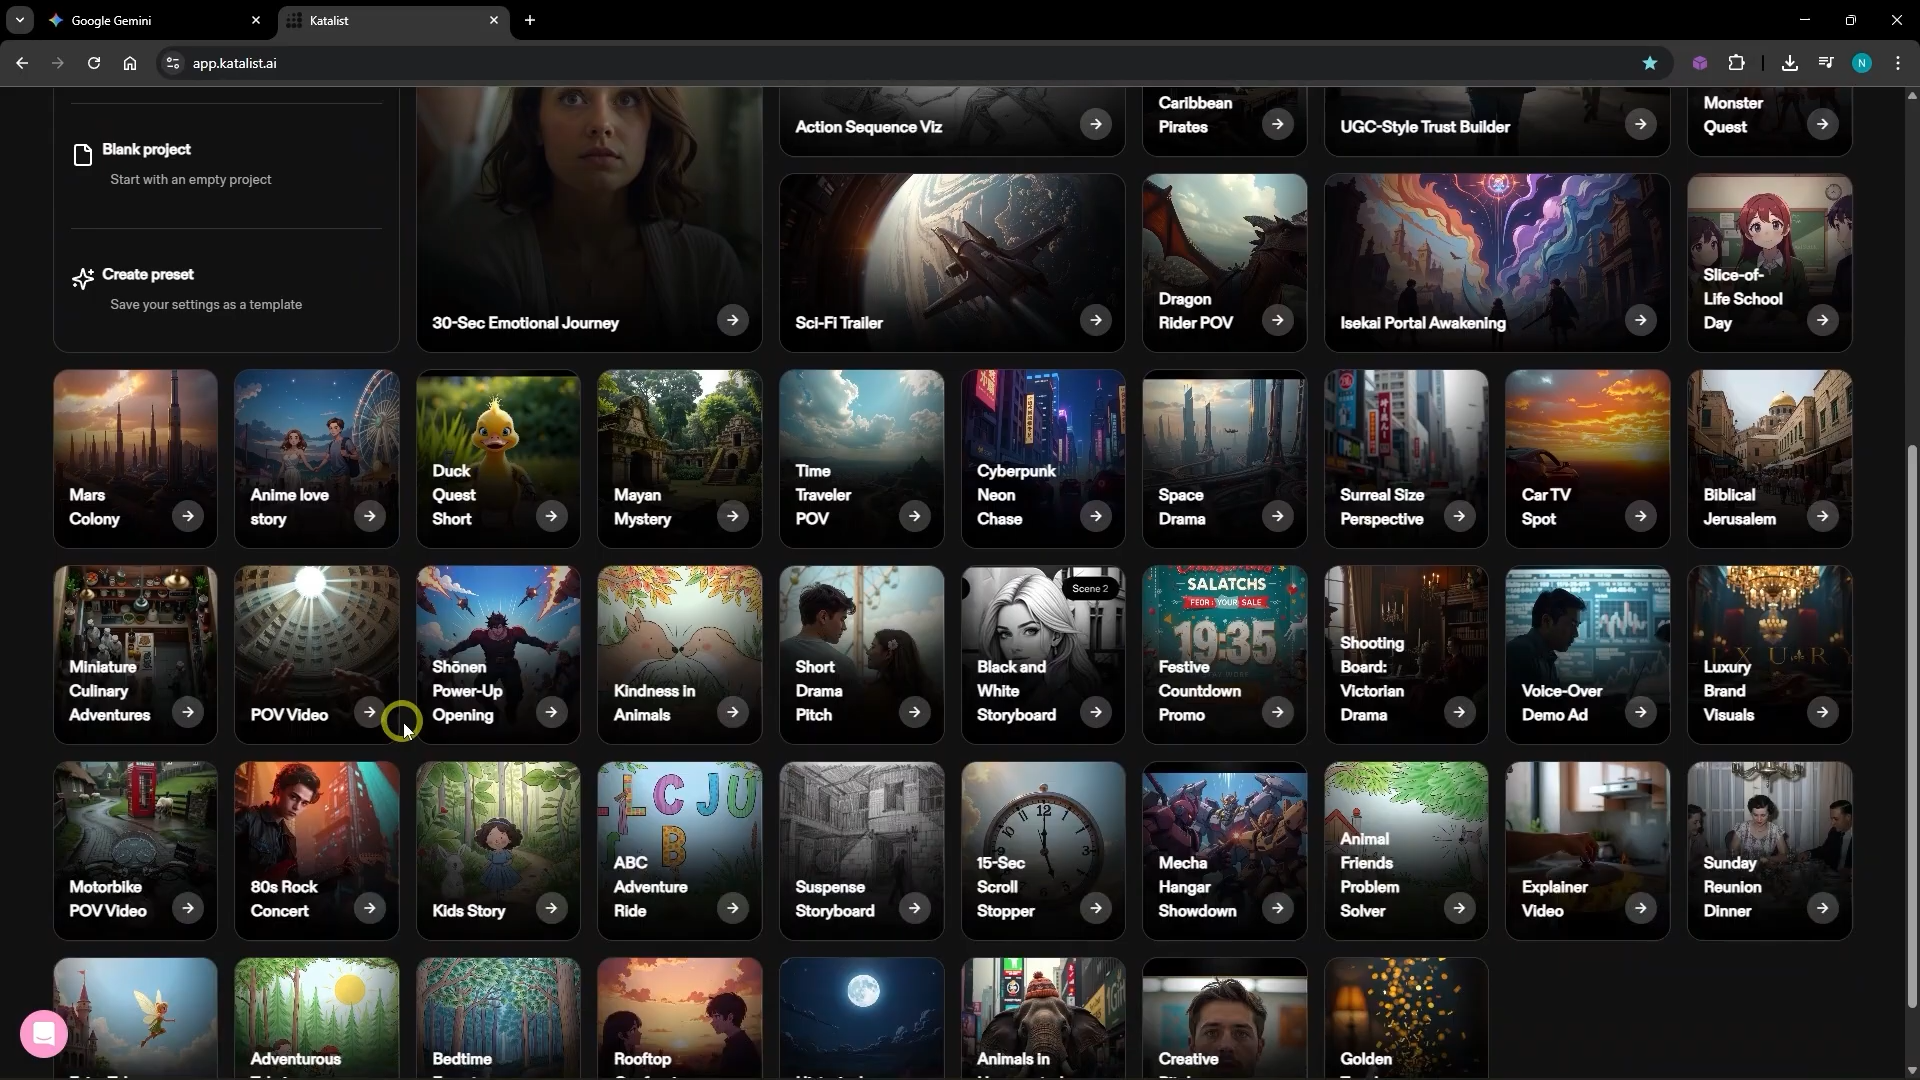 Google Gemini
Katalist
app.katalist.ai
N
Blank project
Start with an empty project
Create preset
Save your settings as a template
30-Sec Emotional Journey
Action Sequence Viz
Caribbean
Pirates
UGC-Style Trust Builder
Monster
Quest
Sci-Fi Trailer
Dragon
Rider POV
Isekai Portal Awakening
Slice-of-
Life School
Day
Mars
Colony
Anime love
story
Duck
Quest
Short
Mayan
Mystery
Time
Traveler
POV
Cyberpunk
Neon
Chase
Space
Drama
Surreal Size
Perspective
Car TV
Spot
Biblical
Jerusalem
Miniature
Culinary
Adventures
POV Video
Shōnen
Power-Up
Opening
Kindness in
Animals
Short
Drama
Pitch
Scene 2
Black and
White
Storyboard
SALATCHS
FEOR: YOUR SALE
19:35
Festive
Countdown
Promo
Shooting
Board:
Victorian
Drama
Voice-Over
Demo Ad
Luxury
Brand
Visuals
Motorbike
POV Video
80s Rock
Concert
Kids Story
L C J U
B
ABC
Adventure
Ride
Suspense
Storyboard
12
15-Sec
Scroll
Stopper
Mecha
Hangar
Showdown
Animal
Friends
Problem
Solver
Explainer
Video
Sunday
Reunion
Dinner
Adventurous
Bedtime
Rooftop
Animals in
Creative
Golden